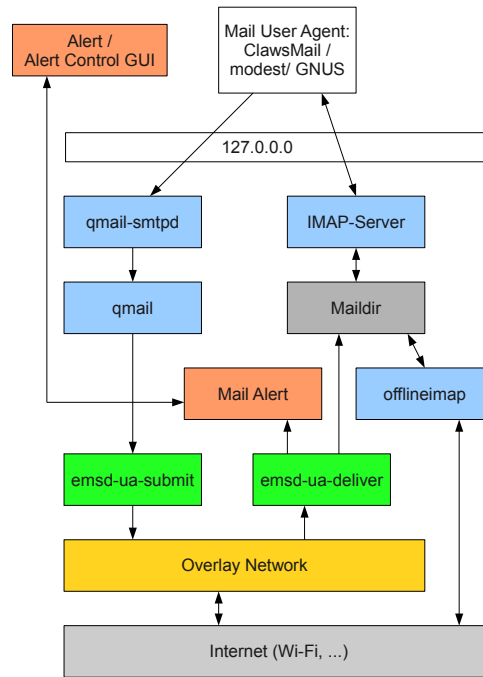 Alert /
Alert Control GUI
Mail User Agent:
ClawsMail /
modest/ GNUS
127.0.0.0
qmail-smtpd
IMAP-Server
qmail
Maildir
Mail Alert
offlineimap
emsd-ua-submit
emsd-ua-deliver
Overlay Network
Internet (Wi-Fi, ...)